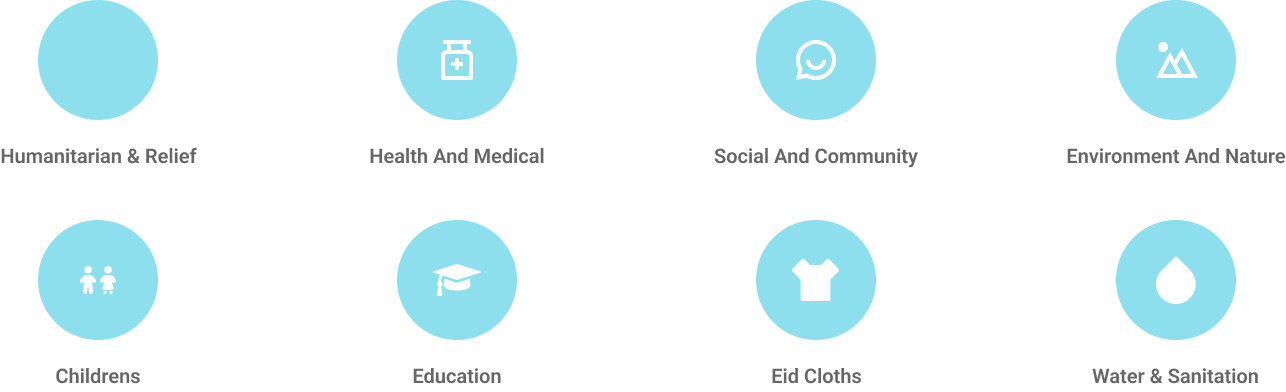 Humanitarian & Relief
Health And Medical
Social And Community
Environment And Nature
Childrens
Education
Eid Cloths
Water & Sanitation